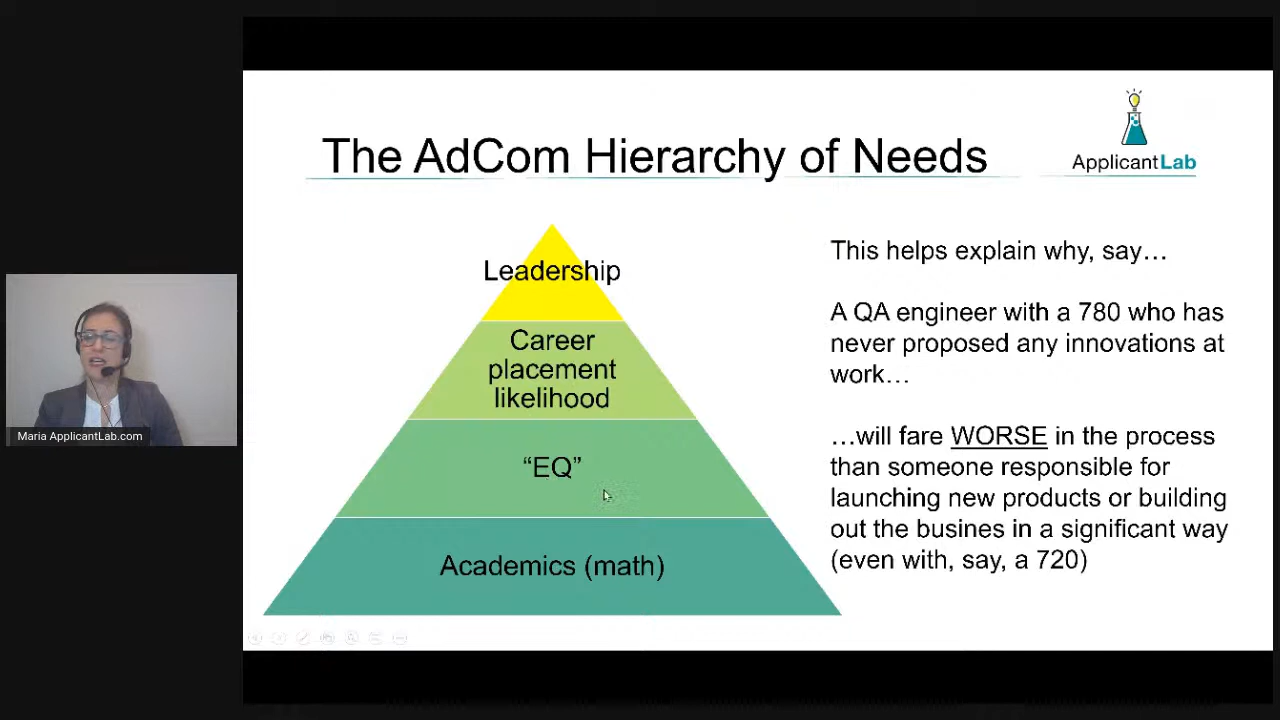 The AdCom Hierarchy of Needs
ApplicantLab
Leadership
Career
placement
likelihood
“EQ”
Academics (math)
This helps explain why, say…
A QA engineer with a 780 who has
never proposed any innovations at
work…
…will fare WORSE in the process
than someone responsible for
launching new products or building
out the busines in a significant way
(even with, say, a 720)
Maria ApplicantLab.com